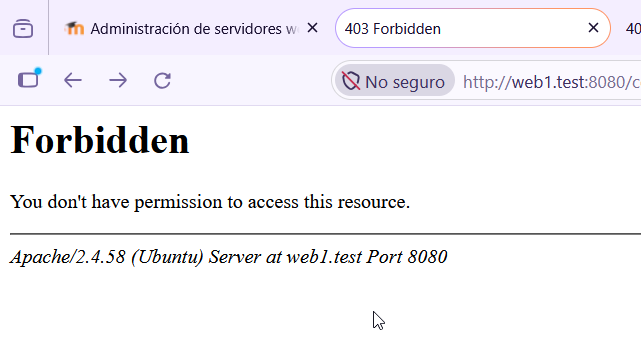 Administración de servidores w
403 Forbidden
40
No seguro
http://web1.test:8080/c
Forbidden
You don't have permission to access this resource.
Apache/2.4.58 (Ubuntu) Server at web1.test Port 8080